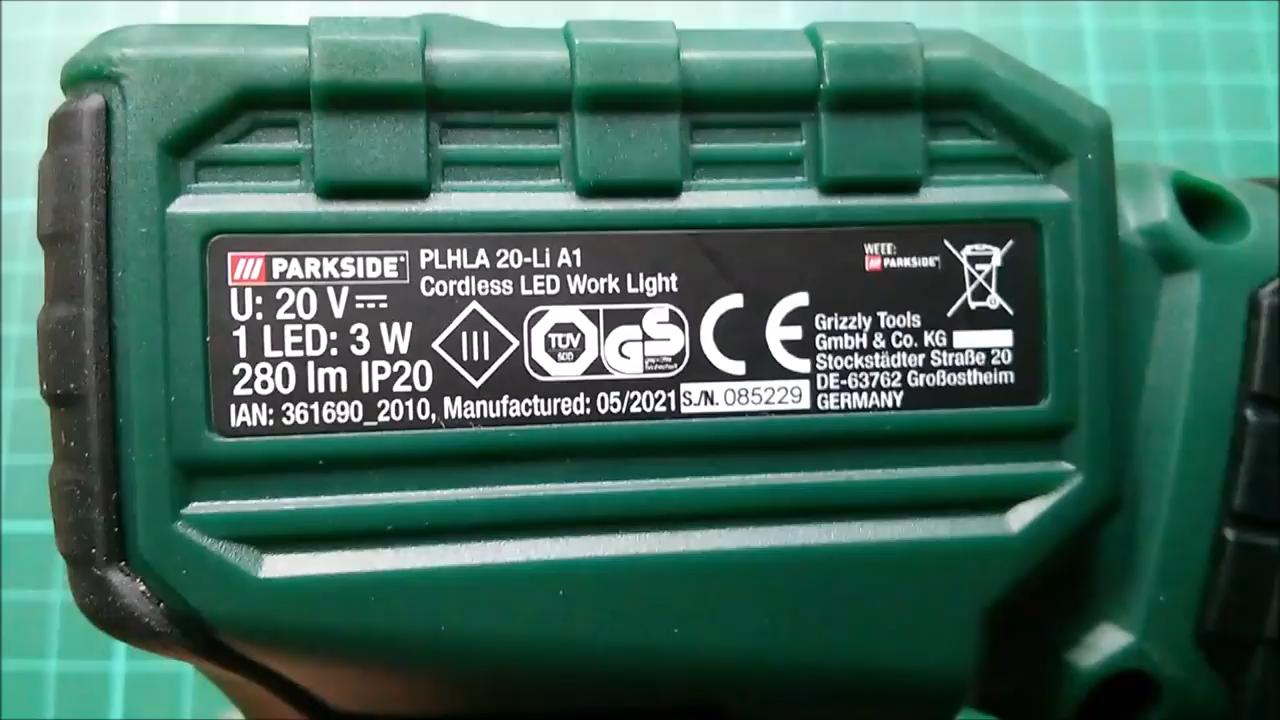 PARKSIDE
PLHLA 20-Li A1
Cordless LED Work Light
U: 20 V
1 LED: 3 W
280 lm IP20
IAN: 361690_2010, Manufactured: 05/2021
S./N. 085229
III
TÜV
SÜD
GS
CE
WEEE:
PARKSIDE
Grizzly Tools
GmbH & Co. KG
Stockstädter Straße 20
DE-63762 Großostheim
GERMANY